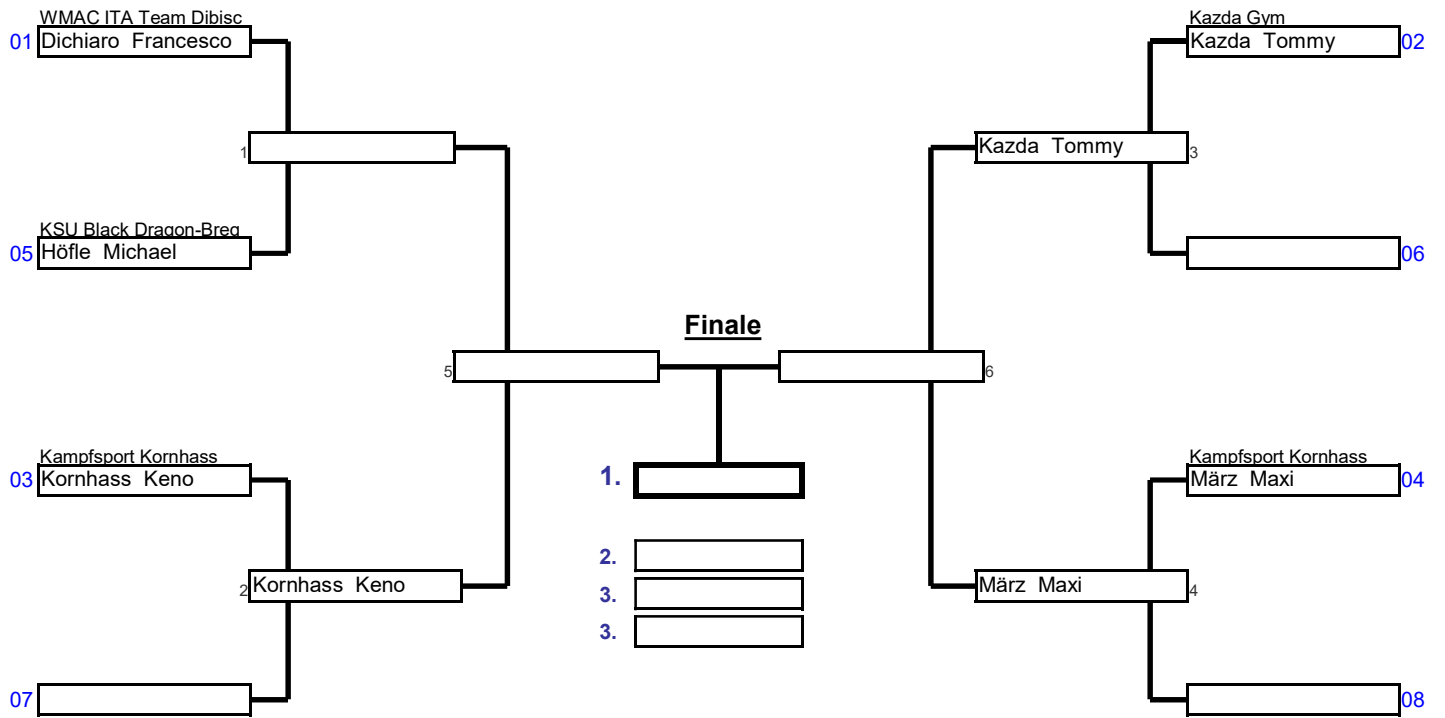 WMAC ITA Team Dibisc
Kazda Gym
01 Dichiaro Francesco
Kazda Tommy 02
1
Kazda Tommy 3
KSU Black Dragon-Breg
05 Höfle Michael
06
Finale
5
6
Kampfsport Kornhass
Kampfsport Kornhass
03 Kornhass Keno
1.
März Maxi 04
2.
2 Kornhass Keno
3.
März Maxi 4
3.
07
08